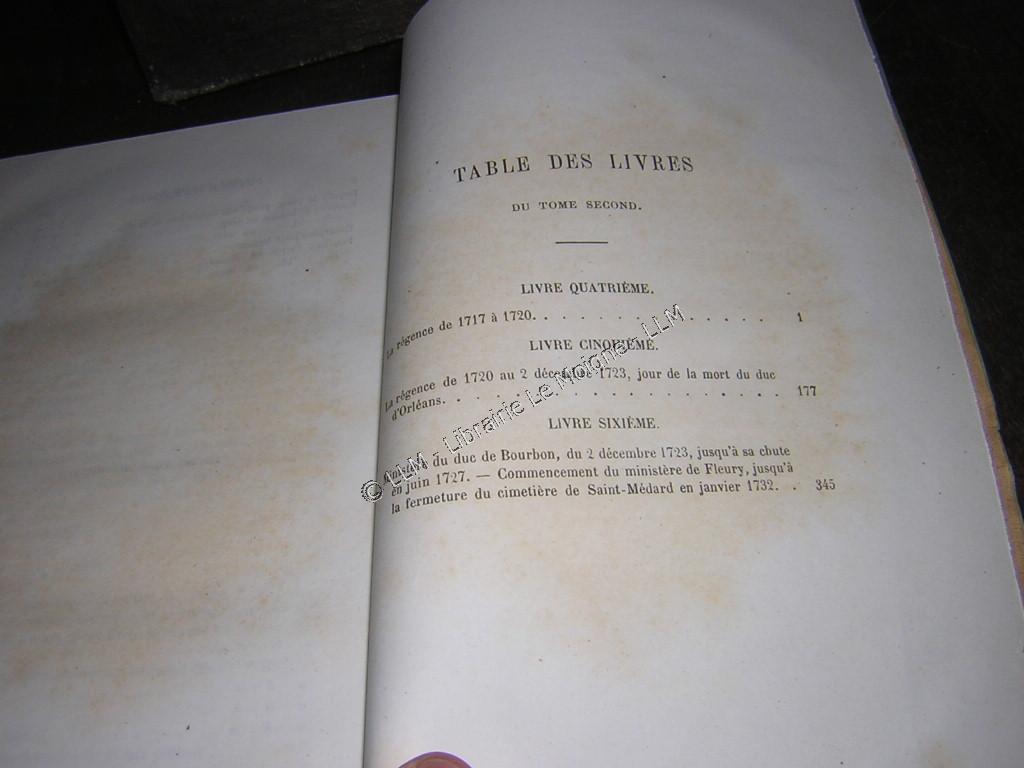 TABLE DES LIVRES
DU TOME SECOND.
LIVRE QUATRIÈME.
La régence de 1717 à 1720. . . . . . . . . . . . . . . 1
LIVRE CINQUIÈME.
La régence de 1720 au 2 décembre 1723, jour de la mort du duc
d'Orléans. . . . . . . . . . . . . . . . . . . . . 177
LIVRE SIXIÈME.
du duc de Bourbon, du 2 décembre 1723, jusqu'à sa chute
en juin 1727. — Commencement du ministère de Fleury, jusqu'à
la fermeture du cimetière de Saint-Médard en janvier 1732. . 345
© LLM - Librairie Le Moigne - LLM